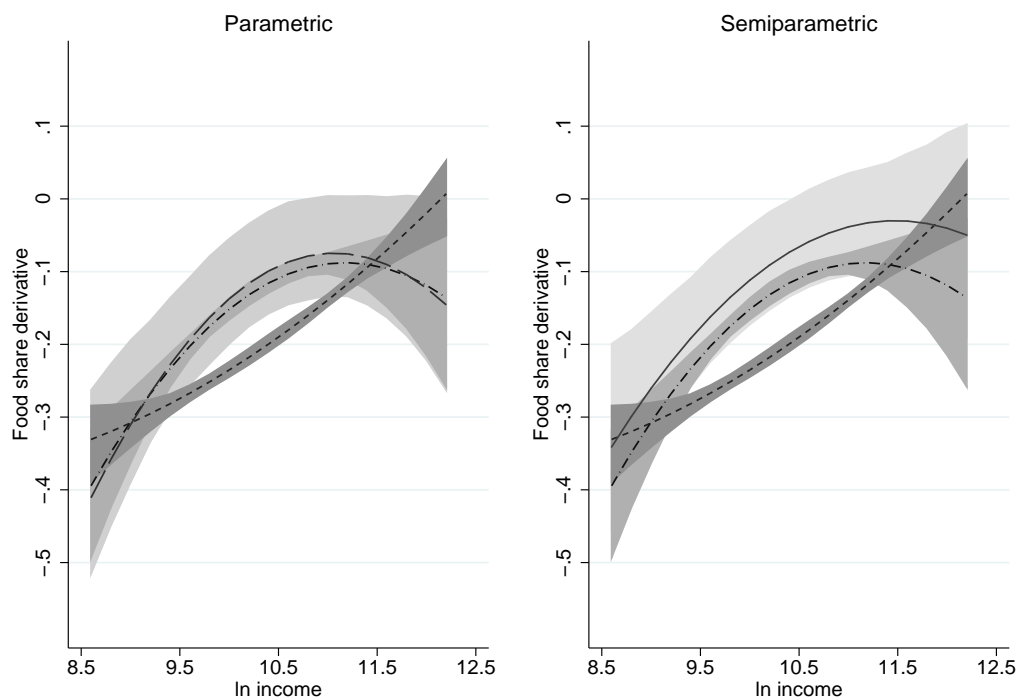 Parametric
.1
0
-.1
-.2
-.3
-.4
-.5
Food share derivative
8.5 9.5 10.5 11.5 12.5
ln income
Semiparametric
.1
0
-.1
-.2
-.3
-.4
-.5
Food share derivative
8.5 9.5 10.5 11.5 12.5
ln income